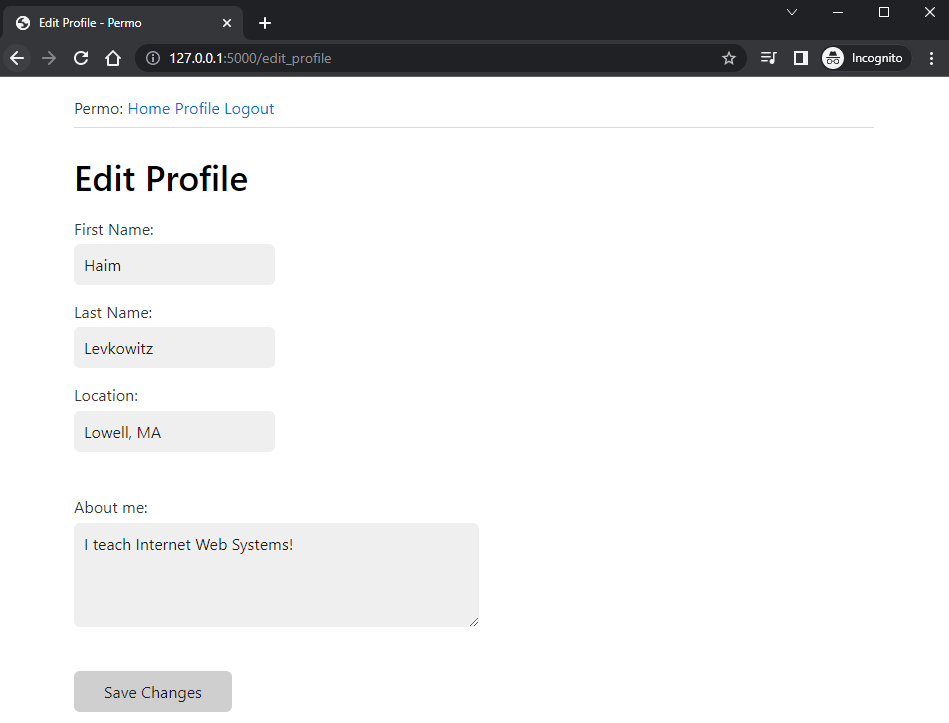 Edit Profile - Permo
127.0.0.1:5000/edit_profile
Incognito
Permo: Home Profile Logout
Edit Profile
First Name:
Haim
Last Name:
Levkowitz
Location:
Lowell, MA
About me:
I teach Internet Web Systems!
Save Changes